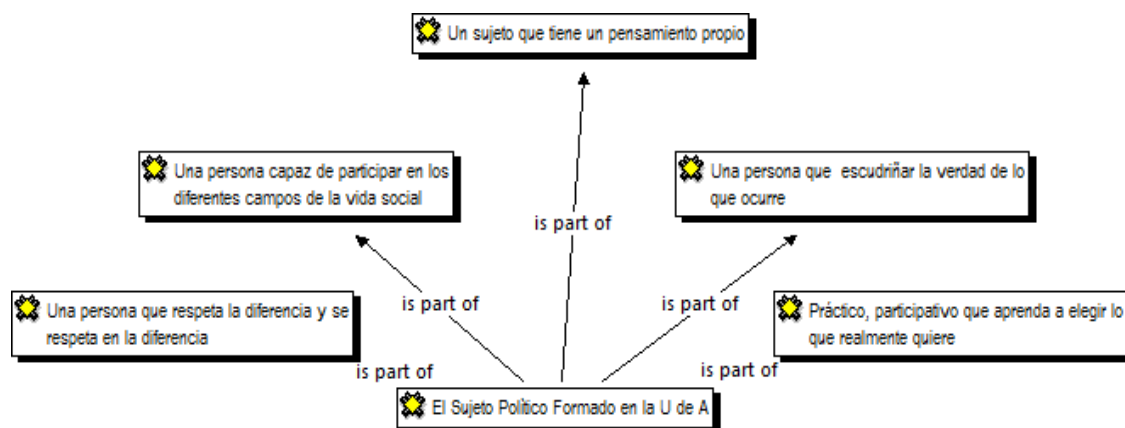 Un sujeto que tiene un pensamiento propio
Una persona capaz de participar en los
diferentes campos de la vida social
Una persona que escudriñar la verdad de lo
que ocurre
is part of
Una persona que respeta la diferencia y se
respeta en la diferencia
is part of
is part of
Práctico, participativo que aprenda a elegir lo
que realmente quiere
is part of
is part of
El Sujeto Político Formado en la U de A